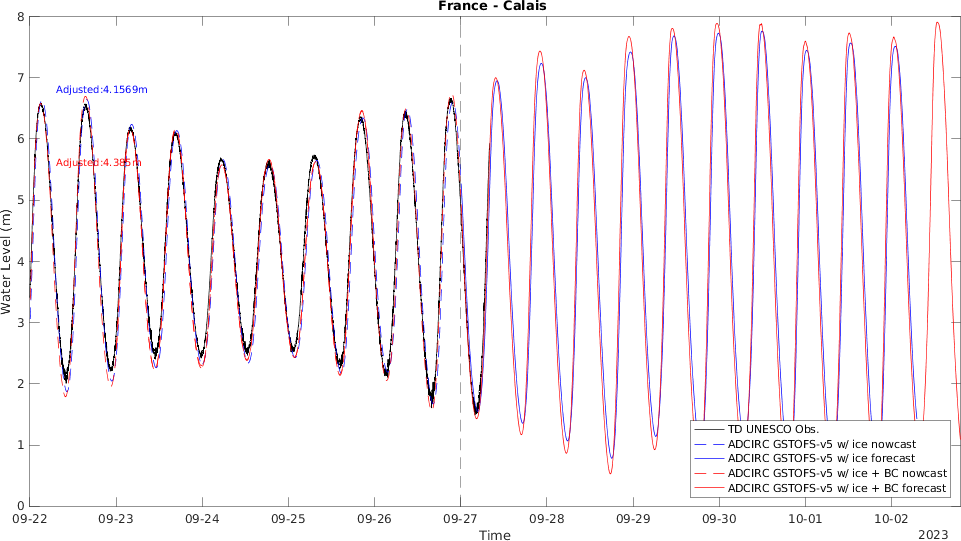 France - Calais
8
7
6
5
4
3
2
1
0
Water Level (m)
Adjusted:4.1569m
Adjusted:4.385m
TD UNESCO Obs.
ADCIRC GSTOFS-v5 w/ ice nowcast
ADCIRC GSTOFS-v5 w/ ice forecast
ADCIRC GSTOFS-v5 w/ ice + BC nowcast
ADCIRC GSTOFS-v5 w/ ice + BC forecast
09-22 09-23 09-24 09-25 09-26 09-27 09-28 09-29 09-30 10-01 10-02
2023
Time